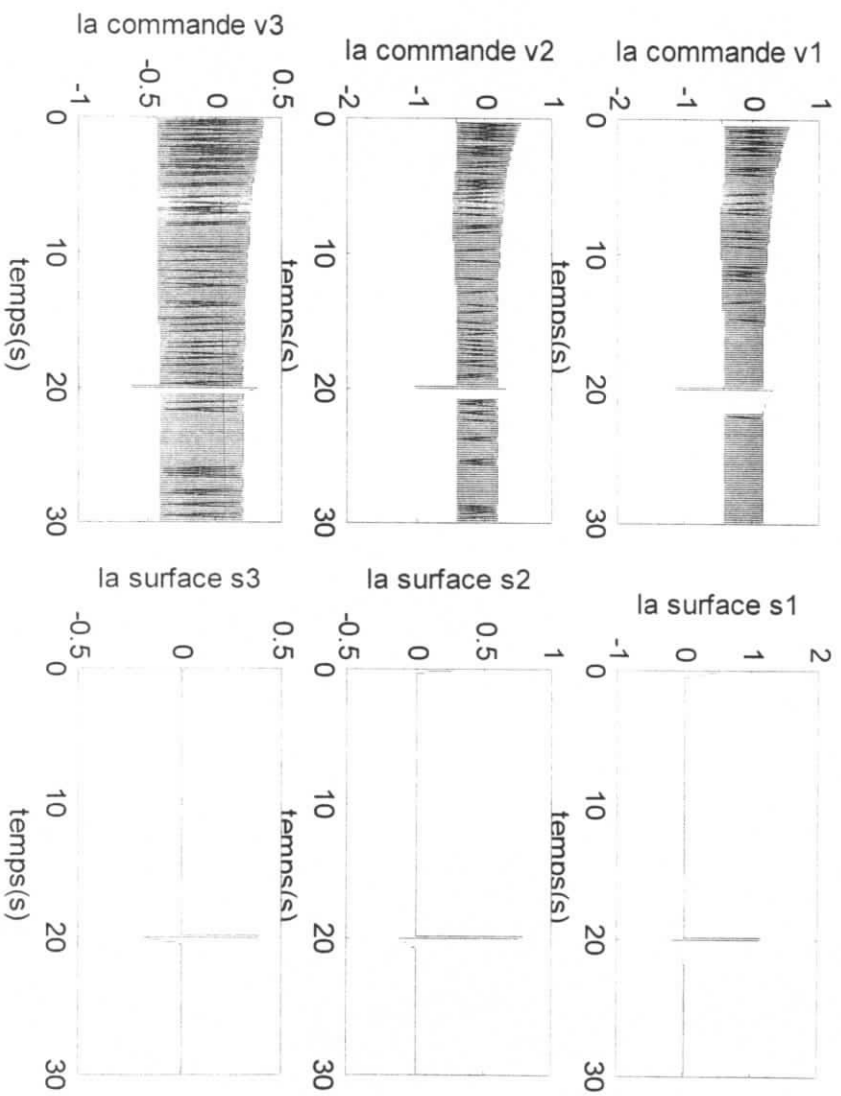 la commande v1
1
0
-1
-2
0 10 20 30
temps(s)
la surface s1
2
1
0
-1
0 10 20 30
temps(s)
la commande v2
1
0
-1
-2
0 10 20 30
temps(s)
la surface s2
1
0.5
0
-0.5
0 10 20 30
temps(s)
la commande v3
0.5
0
-0.5
-1
0 10 20 30
temps(s)
la surface s3
0.5
0
-0.5
0 10 20 30
temps(s)